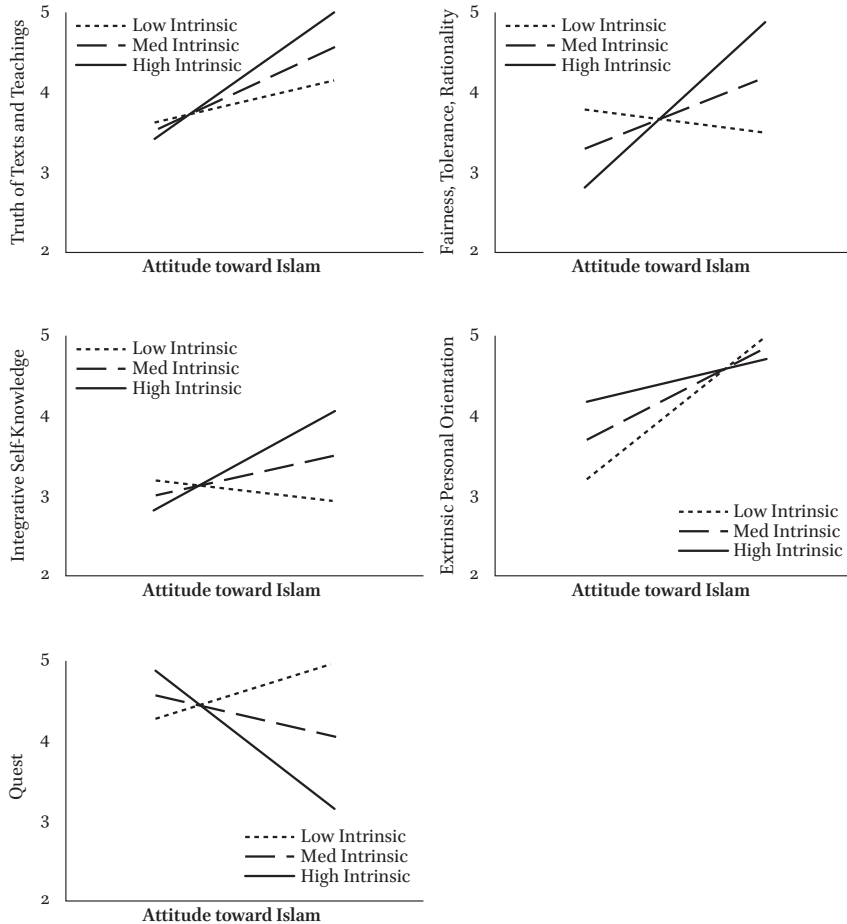 5
4
3
2
Truth of Texts and Teachings
Low Intrinsic
Med Intrinsic
High Intrinsic
Attitude toward Islam
5
4
3
2
Fairness, Tolerance, Rationality
Low Intrinsic
Med Intrinsic
High Intrinsic
Attitude toward Islam
5
4
3
2
Integrative Self-Knowledge
Low Intrinsic
Med Intrinsic
High Intrinsic
Attitude toward Islam
5
4
3
2
Extrinsic Personal Orientation
Low Intrinsic
Med Intrinsic
High Intrinsic
Attitude toward Islam
5
4
3
2
Quest
Low Intrinsic
Med Intrinsic
High Intrinsic
Attitude toward Islam